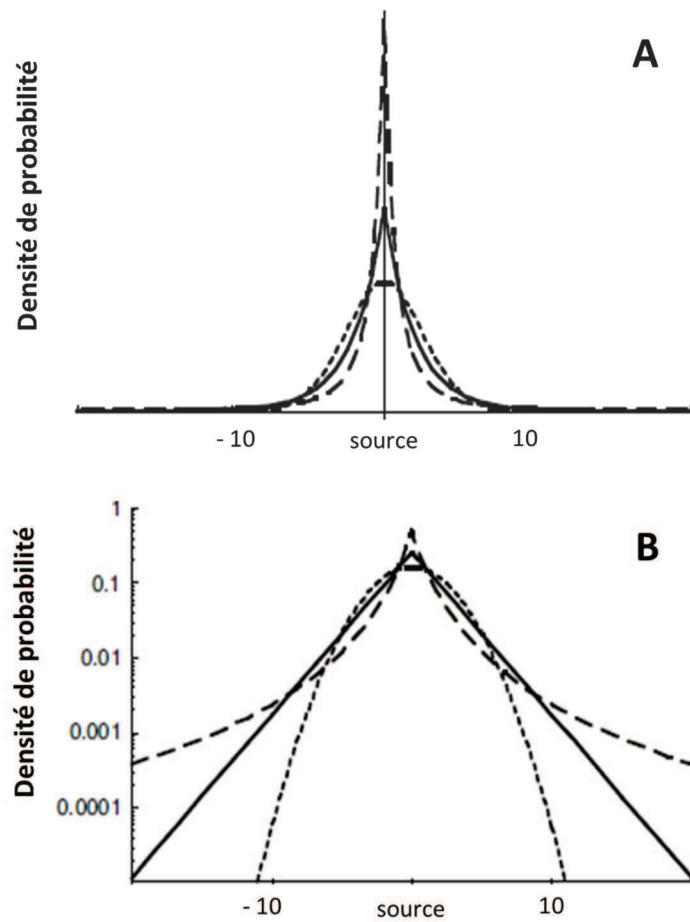 A
Densité de probabilité
- 10
source
10
B
Densité de probabilité
1
0.1
0.01
0.001
0.0001
- 10
source
10